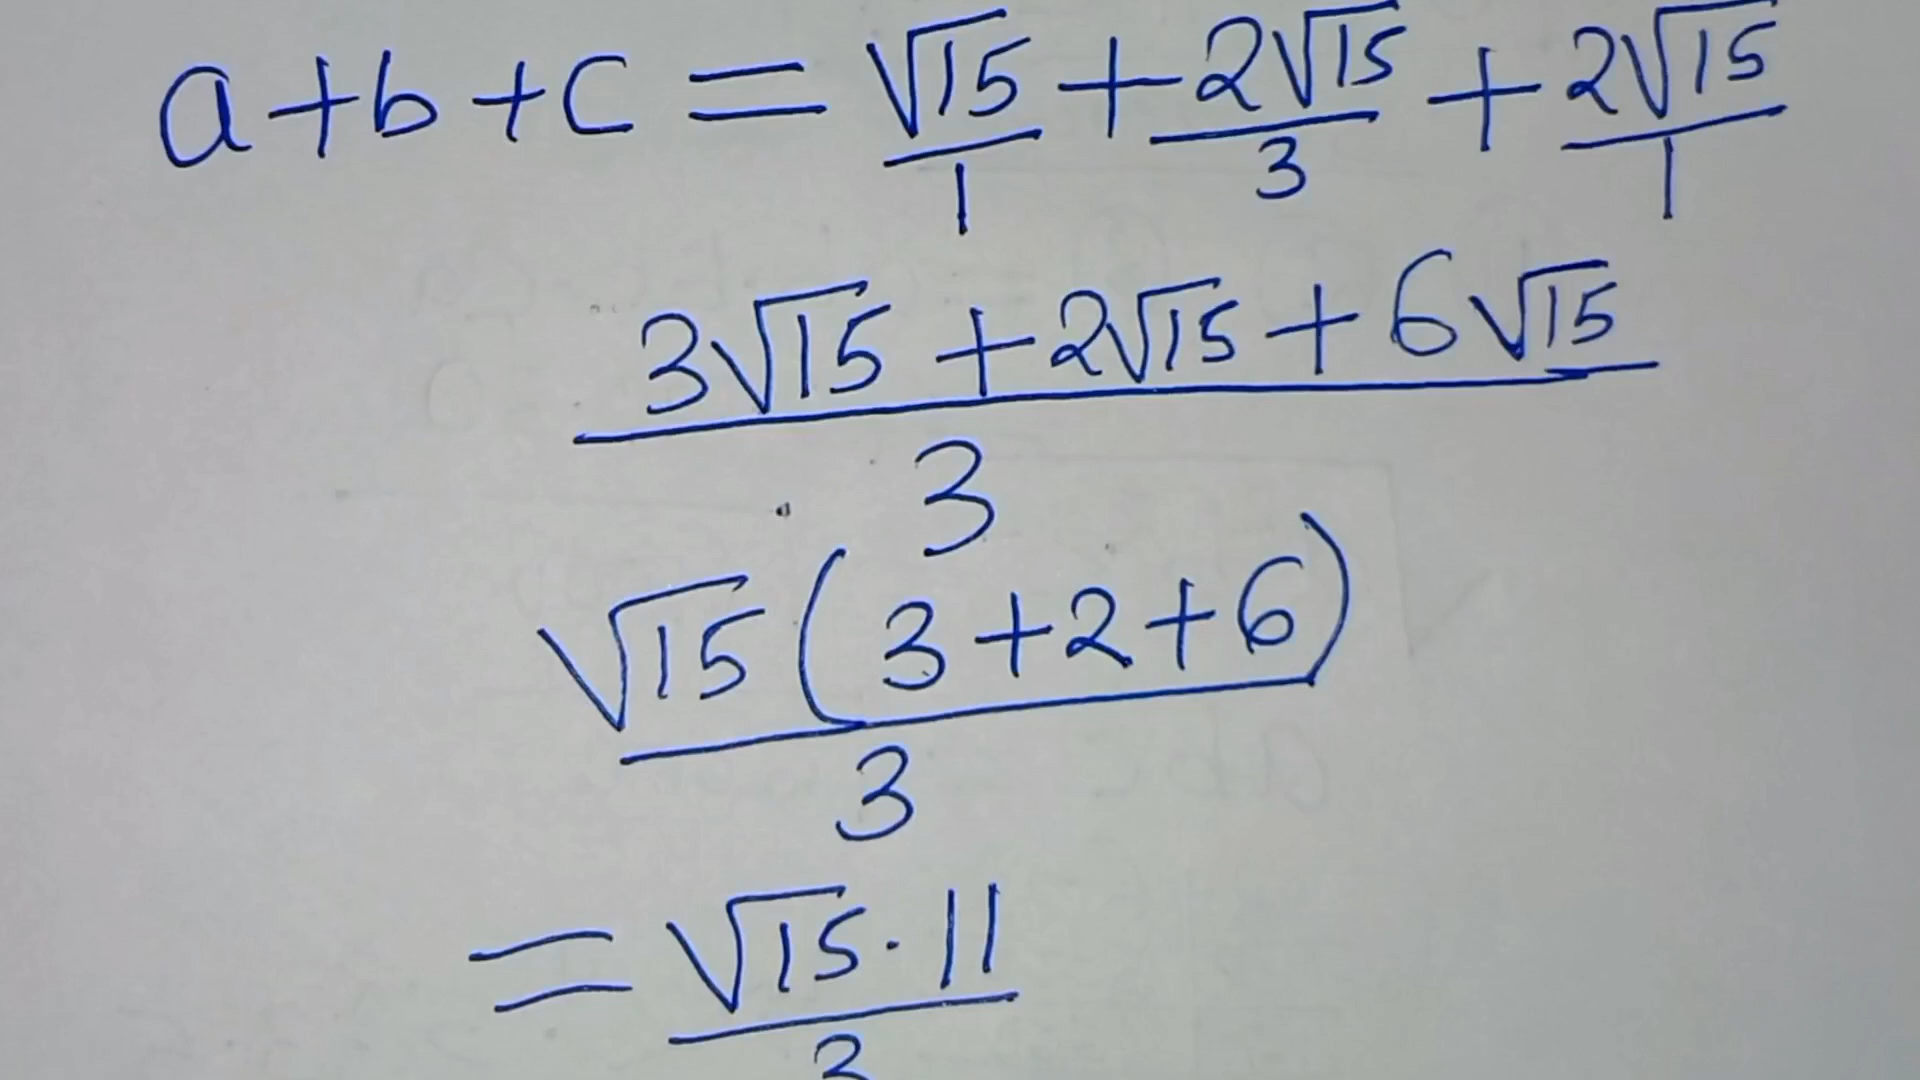 a+b+c = √15/1 + 2√15/3 + 2√15/1
3√15 + 2√15 + 6√15
3
√15 (3+2+6)
3
= √15 · 11
3